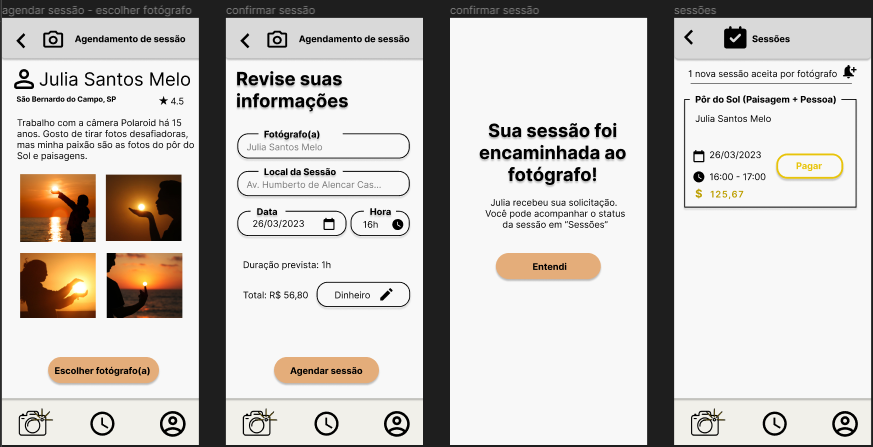 agendar sessão - escolher fotógrafo
Agendamento de sessão
Julia Santos Melo
São Bernardo do Campo, SP
★ 4.5
Trabalho com a câmera Polaroid há 15
anos. Gosto de tirar fotos desafiadoras,
mas minha paixão são as fotos do pôr do
Sol e paisagens.
Escolher fotógrafo(a)
confirmar sessão
Agendamento de sessão
Revise suas
informações
Fotógrafo(a)
Julia Santos Melo
Local da Sessão
Av. Humberto de Alencar Cas...
Data
26/03/2023
Hora
16h
Duração prevista: 1h
Total: R$ 56,80
Dinheiro
Agendar sessão
confirmar sessão
Sua sessão foi
encaminhada ao
fotógrafo!
Julia recebeu sua solicitação.
Você pode acompanhar o status
da sessão em “Sessões”
Entendi
sessões
Sessões
1 nova sessão aceita por fotógrafo
Pôr do Sol (Paisagem + Pessoa)
Julia Santos Melo
26/03/2023
16:00 - 17:00
$ 125,67
Pagar